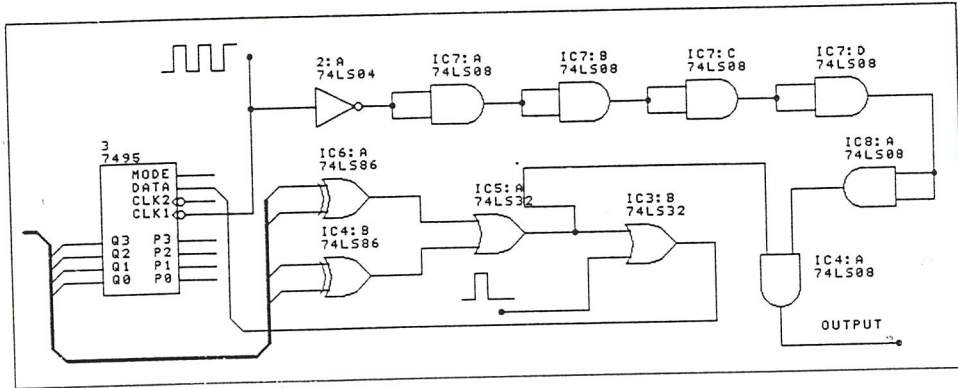 2:A
74LS04
IC7:A
74LS08
IC7:B
74LS08
IC7:C
74LS08
IC7:D
74LS08
3
7495
MODE
DATA
CLK2
CLK1
Q3
Q2
Q1
Q0
P3
P2
P1
P0
IC6:A
74LS86
IC4:B
74LS86
IC5:A
74LS32
IC3:B
74LS32
IC8:A
74LS08
IC4:A
74LS08
OUTPUT